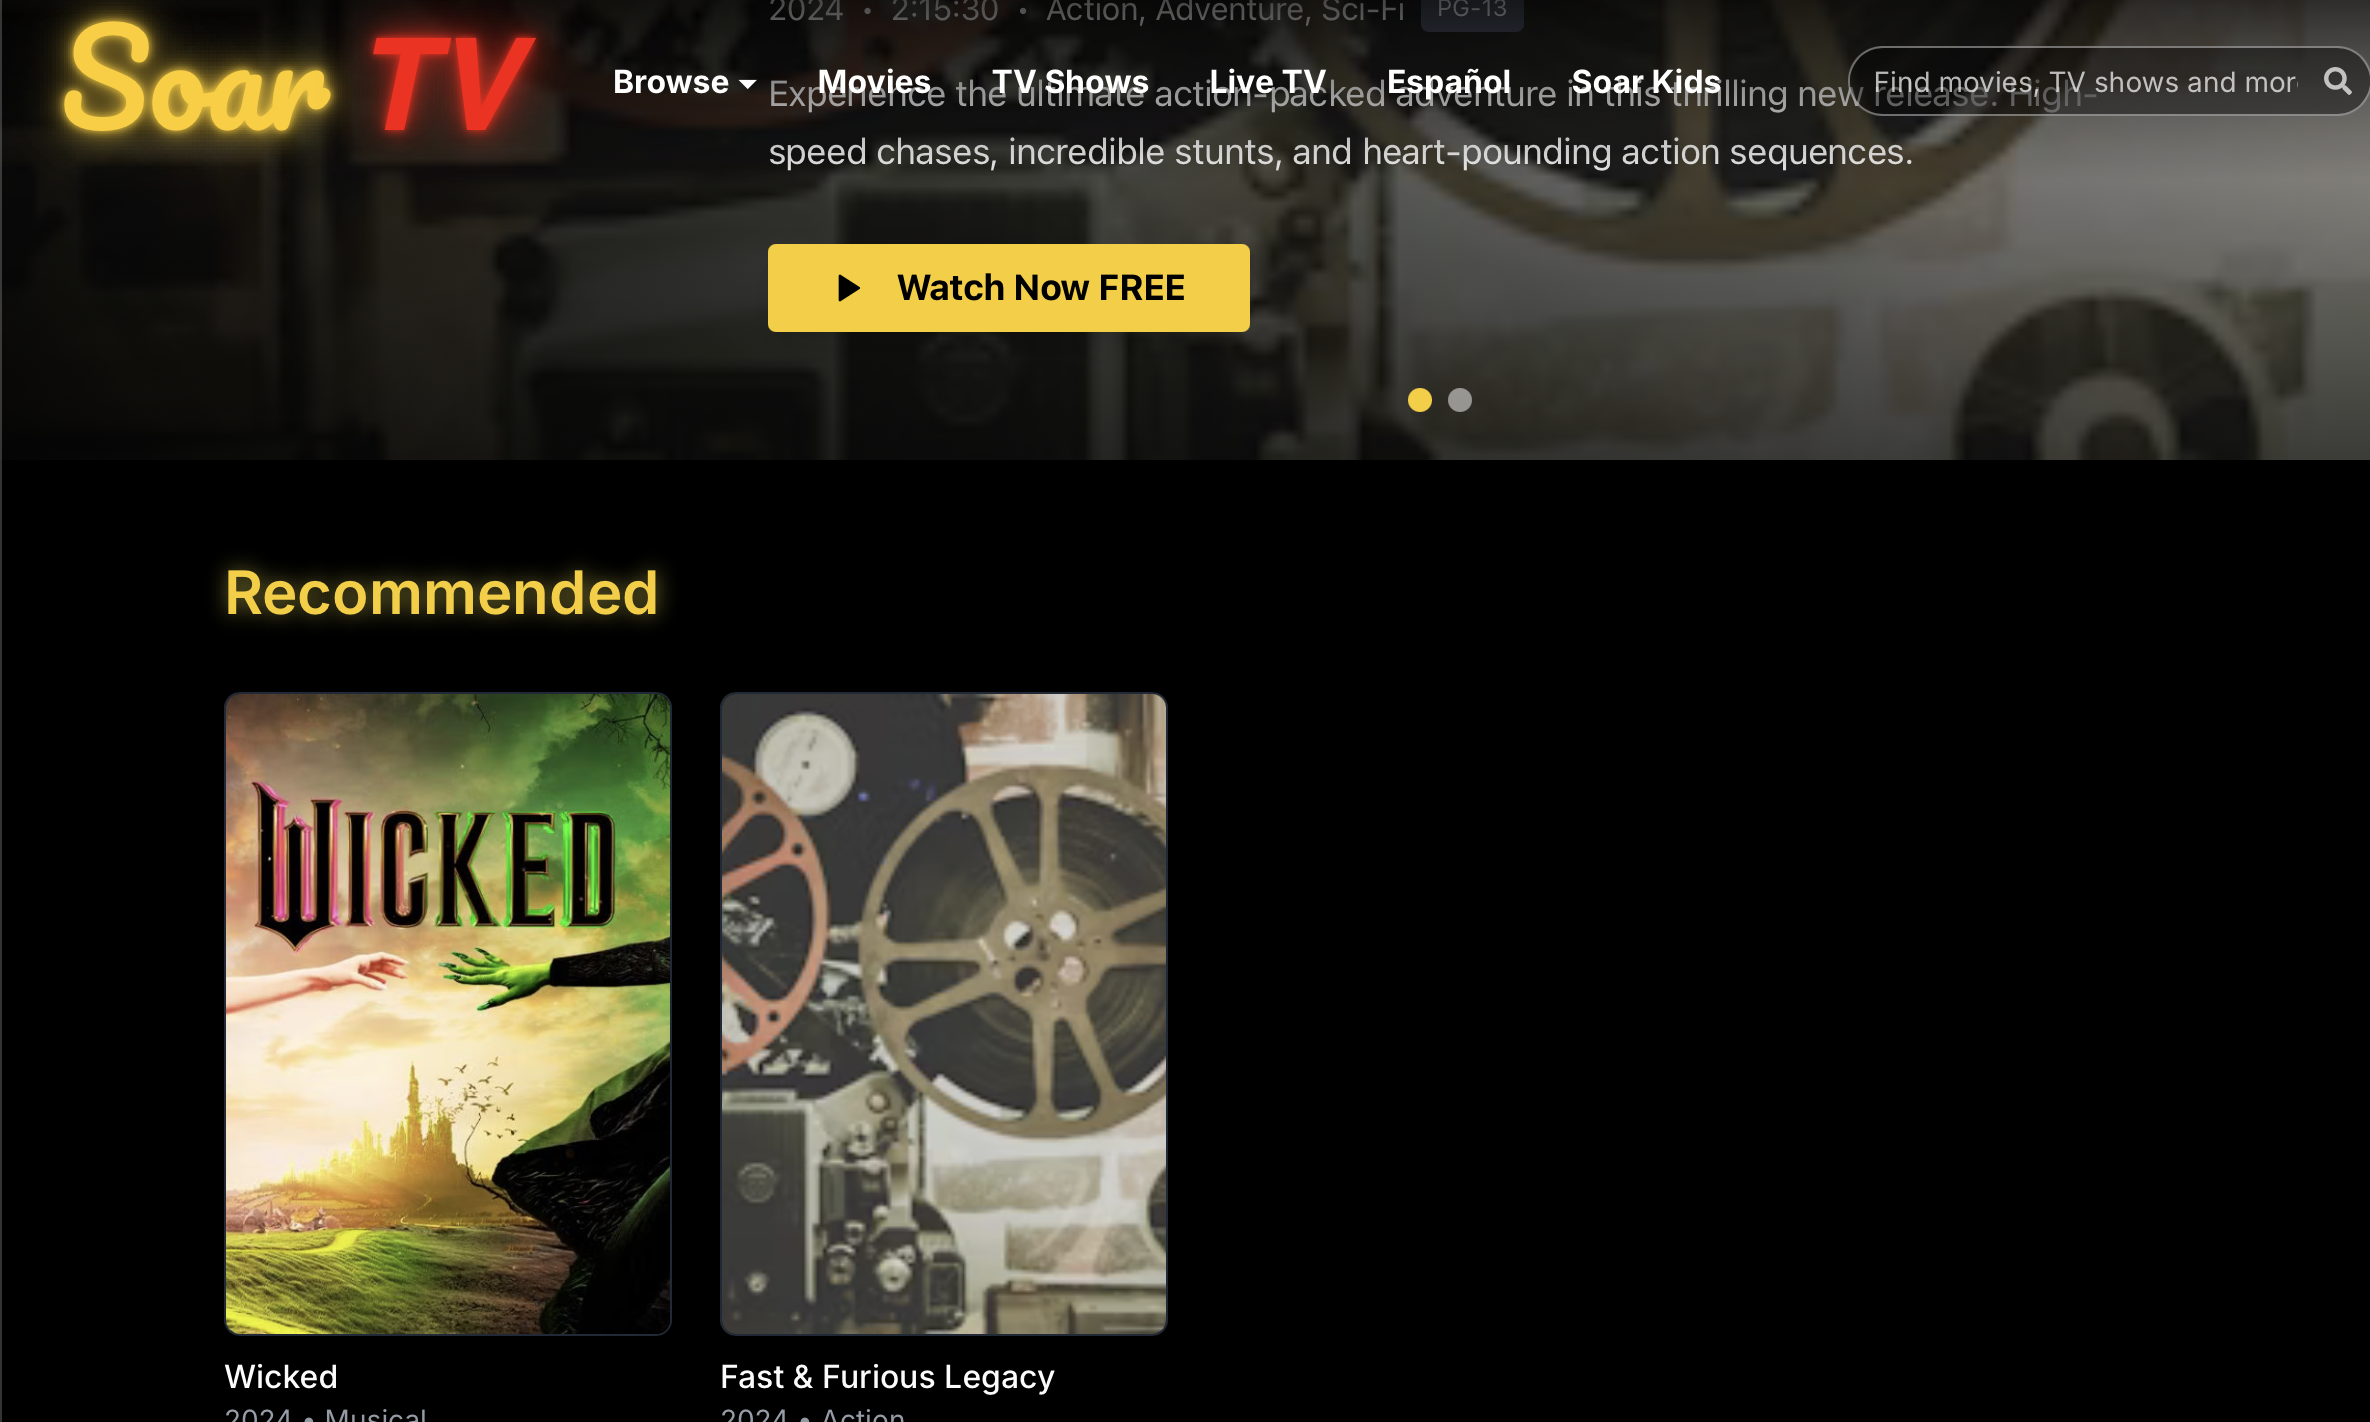 2024 • 2:15:30 • Action, Adventure, Sci-Fi PG-13
Soar TV
Browse Movies TV Shows Live TV Español Soar Kids Find movies, TV shows and mor
Experience the ultimate action-packed adventure in this thrilling new release. High-
speed chases, incredible stunts, and heart-pounding action sequences.
Watch Now FREE
Recommended
WICKED
Wicked
2024 • Musical
Fast & Furious Legacy
2024 • Action